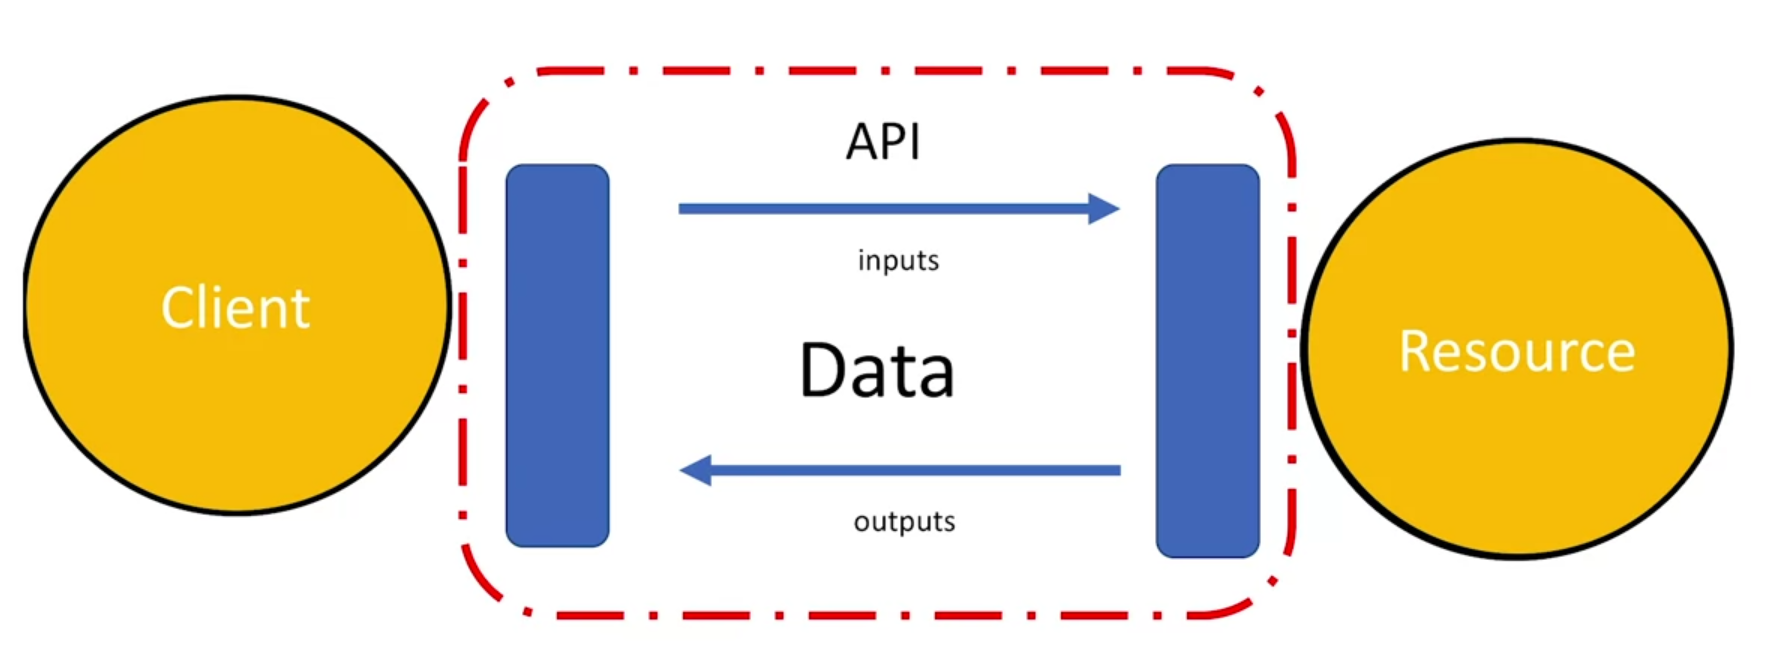 Client
API
inputs
Data
outputs
Resource